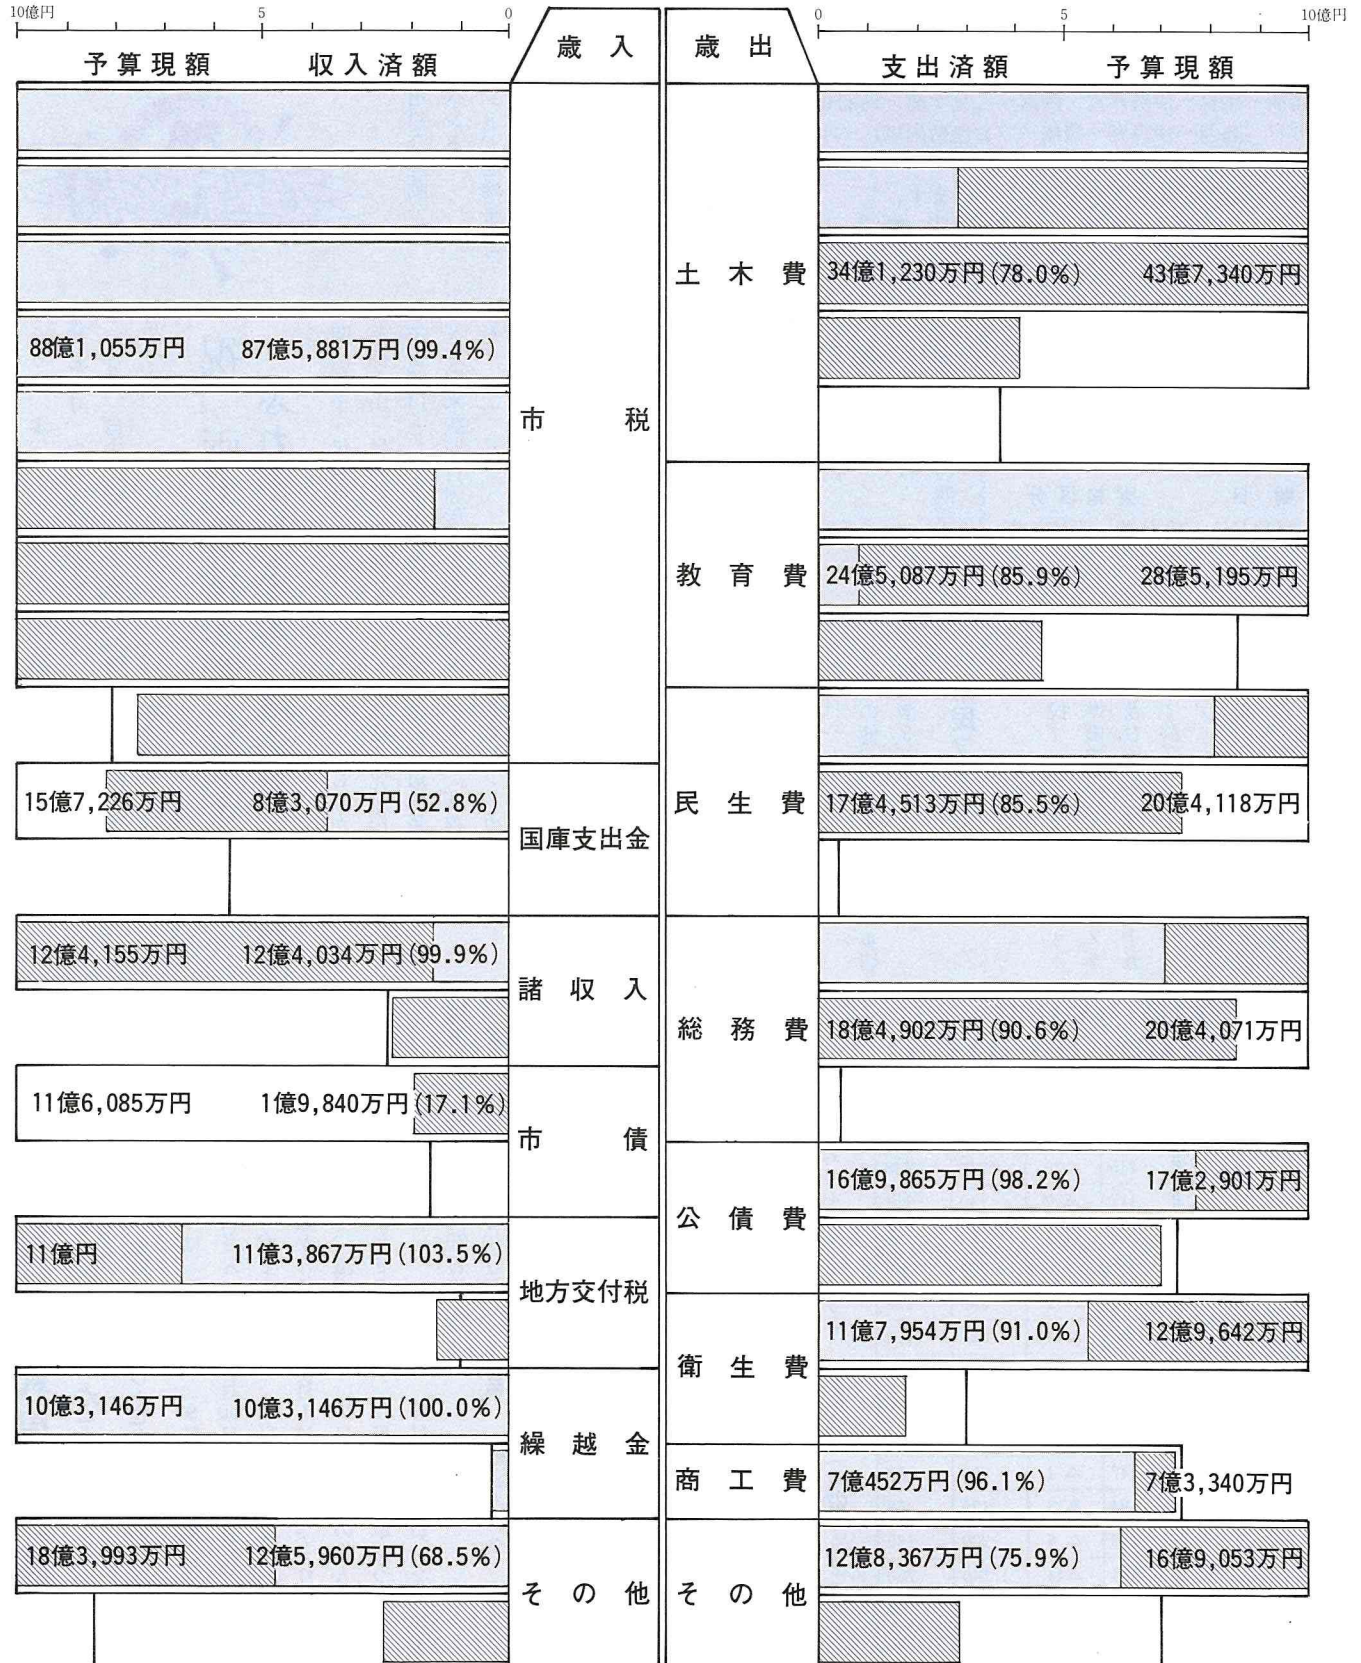 10億円 5 0
歳入
予算現額 収入済額
市税
88億1,055万円 87億5,881万円(99.4%)
国庫支出金
15億7,226万円 8億3,070万円(52.8%)
諸収入
12億4,155万円 12億4,034万円(99.9%)
市債
11億6,085万円 1億9,840万円(17.1%)
地方交付税
11億円 11億3,867万円(103.5%)
繰越金
10億3,146万円 10億3,146万円(100.0%)
その他
18億3,993万円 12億5,960万円(68.5%)
0 5 10億円
歳出
支出済額 予算現額
土木費
34億1,230万円(78.0%) 43億7,340万円
教育費
24億5,087万円(85.9%) 28億5,195万円
民生費
17億4,513万円(85.5%) 20億4,118万円
総務費
18億4,902万円(90.6%) 20億4,071万円
公債費
16億9,865万円(98.2%) 17億2,901万円
衛生費
11億7,954万円(91.0%) 12億9,642万円
商工費
7億452万円(96.1%) 7億3,340万円
その他
12億8,367万円(75.9%) 16億9,053万円